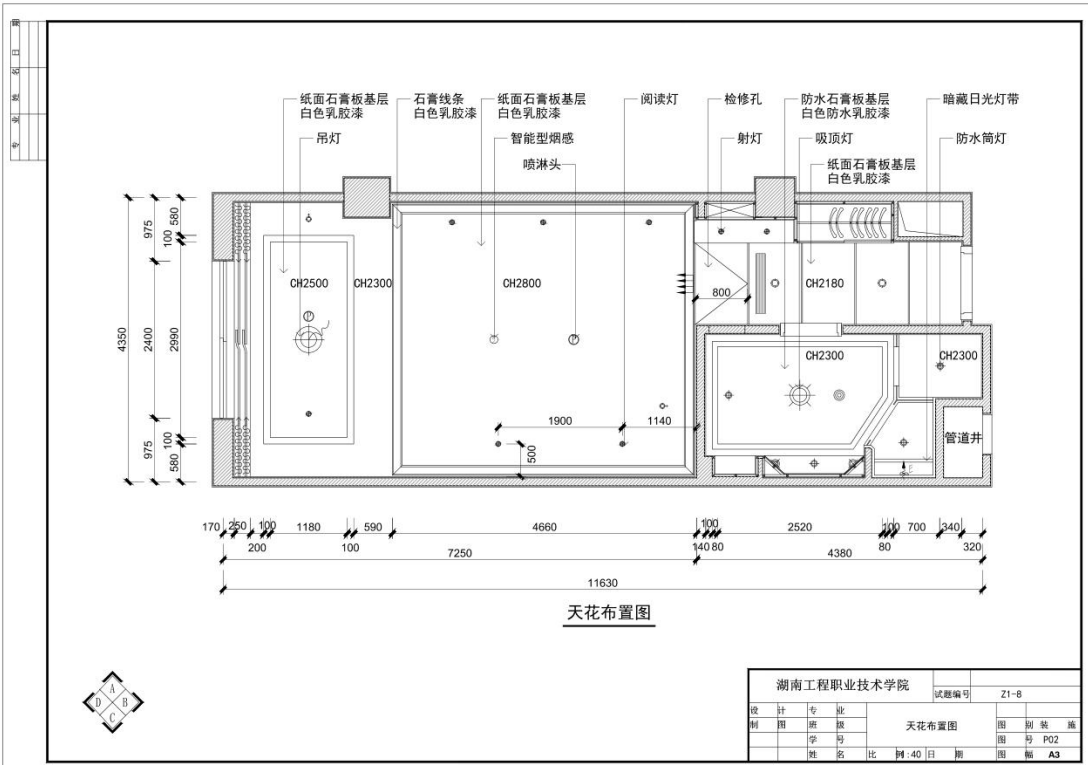 期
日
名
姓
业
专
纸面石膏板基层
白色乳胶漆
石膏线条
白色乳胶漆
纸面石膏板基层
白色乳胶漆
阅读灯
检修孔
防水石膏板基层
白色防水乳胶漆
暗藏日光灯带
吊灯
智能型烟感
射灯
吸顶灯
防水筒灯
喷淋头
纸面石膏板基层
白色乳胶漆
580
975
100
4350
2400
2990
975
100
580
CH2500
CH2300
CH2800
CH2180
800
CH2300
CH2300
1900
1140
500
管道井
170
250
100
1180
590
4660
100
2520
100
700
340
200
100
140
80
80
320
7250
4380
11630
天花布置图
A
D B
C
湖南工程职业技术学院
试题编号 Z1-8
设 计 专 业
制 图 班 级 天花布置图 图 别 装 施
学 号 图 号 P02
姓 名 比 例:40 日 期 图 幅 A3